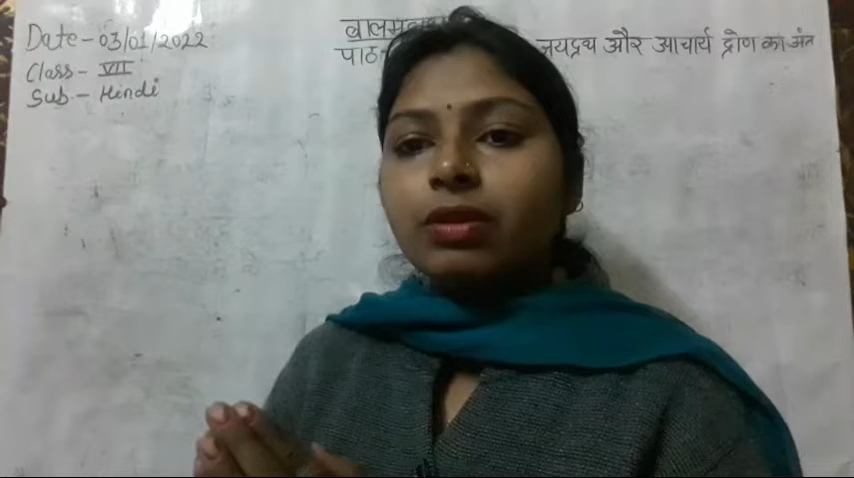 Date - 03/01/2022
Class - VII
Sub - Hindi
पाठ
जयद्रथ और आचार्य द्रोण का अंत